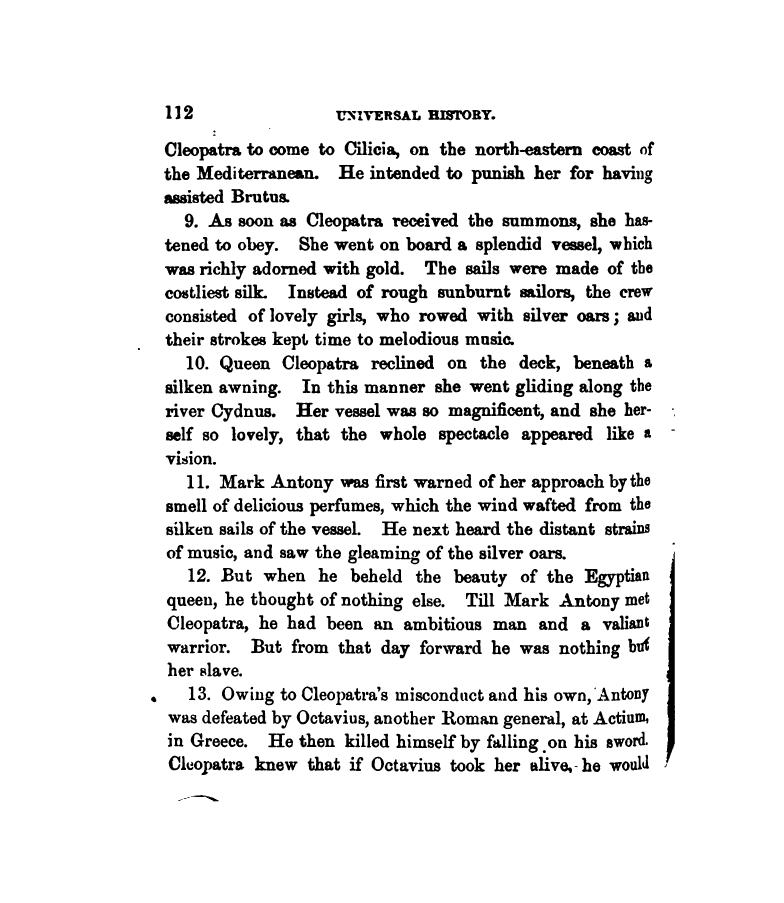 112 UNIVERSAL HISTORY.
Cleopatra to come to Cilicia, on the north-eastern coast of
the Mediterranean. He intended to punish her for having
assisted Brutus.
9. As soon as Cleopatra received the summons, she has-
tened to obey. She went on board a splendid vessel, which
was richly adorned with gold. The sails were made of the
costliest silk. Instead of rough sunburnt sailors, the crew
consisted of lovely girls, who rowed with silver oars; and
their strokes kept time to melodious music.
10. Queen Cleopatra reclined on the deck, beneath a
silken awning. In this manner she went gliding along the
river Cydnus. Her vessel was so magnificent, and she her-
self so lovely, that the whole spectacle appeared like a
vision.
11. Mark Antony was first warned of her approach by the
smell of delicious perfumes, which the wind wafted from the
silken sails of the vessel. He next heard the distant strains
of music, and saw the gleaming of the silver oars.
12. But when he beheld the beauty of the Egyptian
queen, he thought of nothing else. Till Mark Antony met
Cleopatra, he had been an ambitious man and a valiant
warrior. But from that day forward he was nothing but
her slave.
13. Owing to Cleopatra's misconduct and his own, Antony
was defeated by Octavius, another Roman general, at Actium,
in Greece. He then killed himself by falling on his sword.
Cleopatra knew that if Octavius took her alive, he would